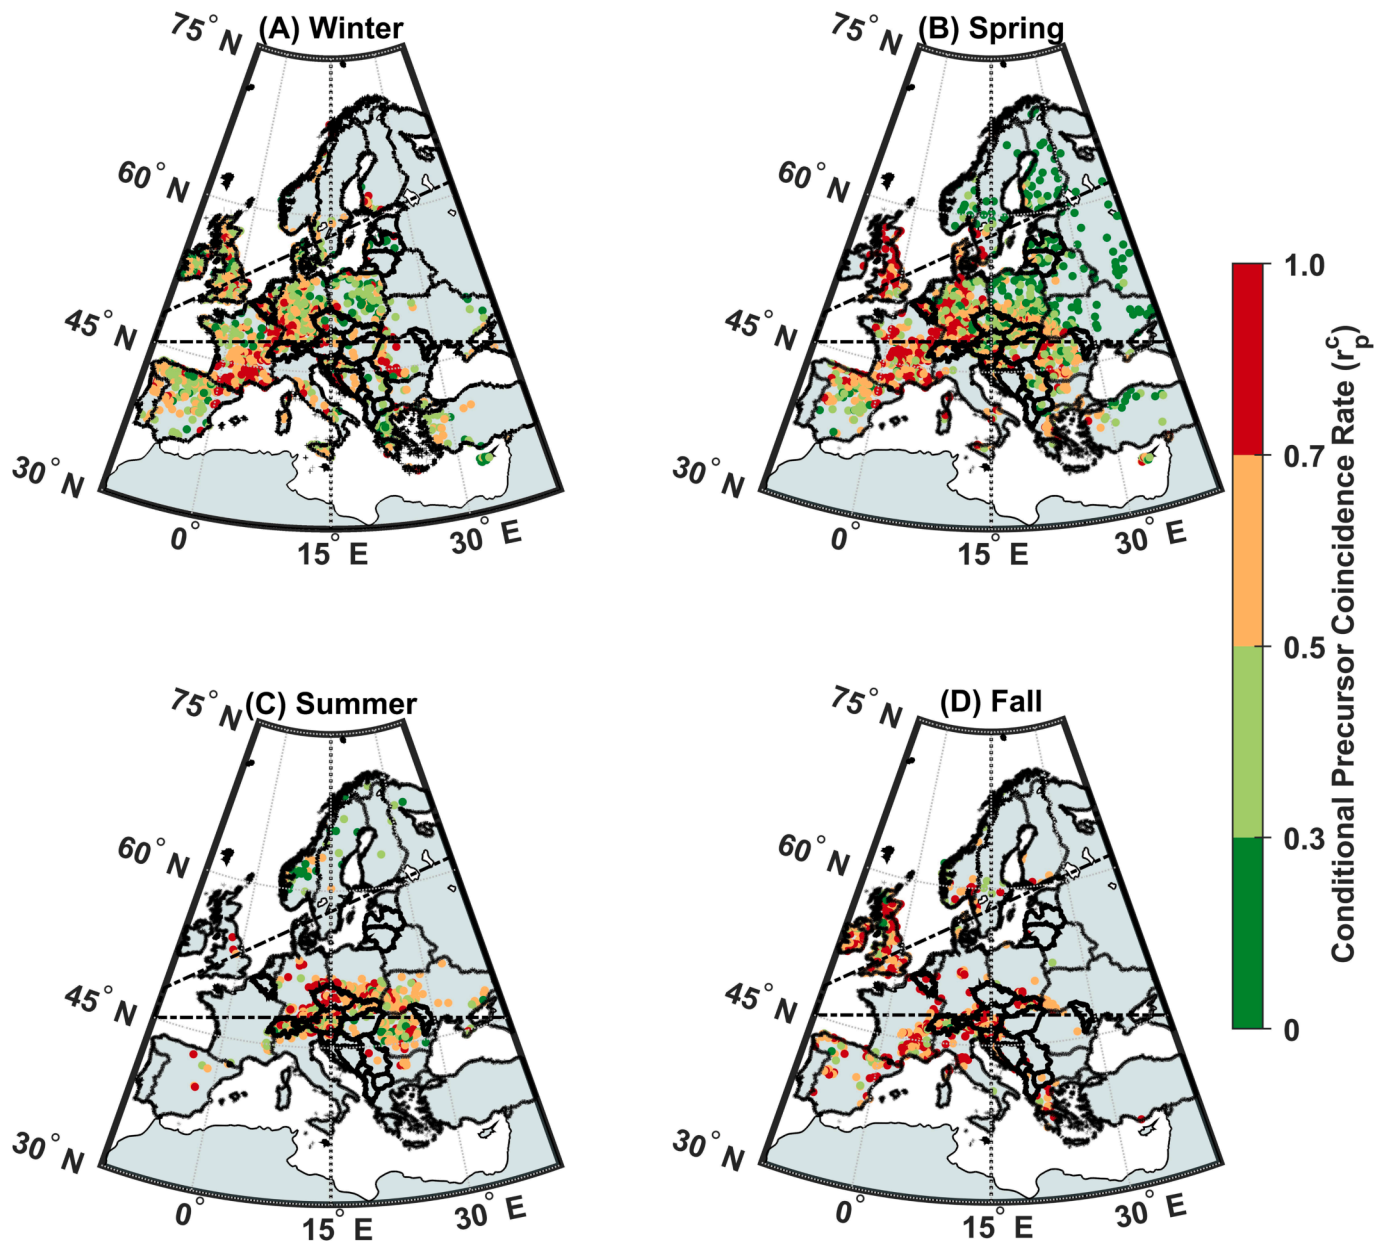 (A) Winter
75° N
60° N
45° N
30° N
0°
15° E
30° E
(B) Spring
75° N
60° N
45° N
30° N
0°
15° E
30° E
(C) Summer
75° N
60° N
45° N
30° N
0°
15° E
30° E
(D) Fall
75° N
60° N
45° N
30° N
0°
15° E
30° E
1.0
0.7
0.5
0.3
0
Conditional Precursor Coincidence Rate (r_p^c)